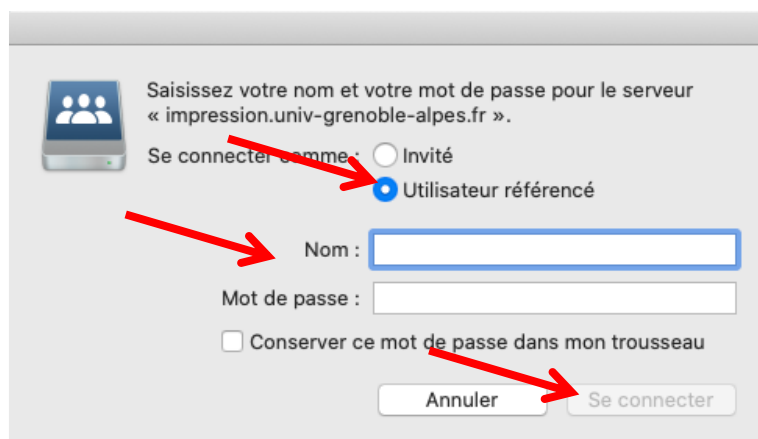 Saisissez votre nom et votre mot de passe pour le serveur
« impression.univ-grenoble-alpes.fr ».
Se connecter comme : Invité
Utilisateur référencé
Nom :
Mot de passe :
Conserver ce mot de passe dans mon trousseau
Annuler Se connecter